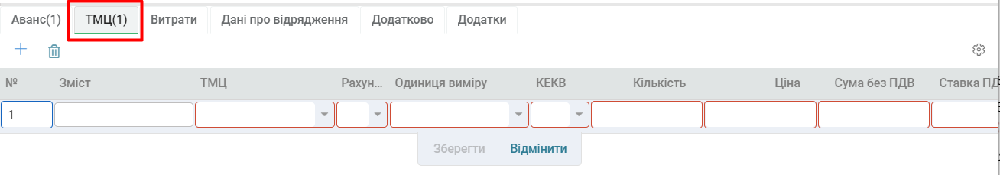 Аванс(1) ТМЦ(1) Витрати Дані про відрядження Додатково Додатки
№ Зміст ТМЦ Рахун... Одиниця виміру КЕКВ Кількість Ціна Сума без ПДВ Ставка ПД
1
Зберегти Відмінити